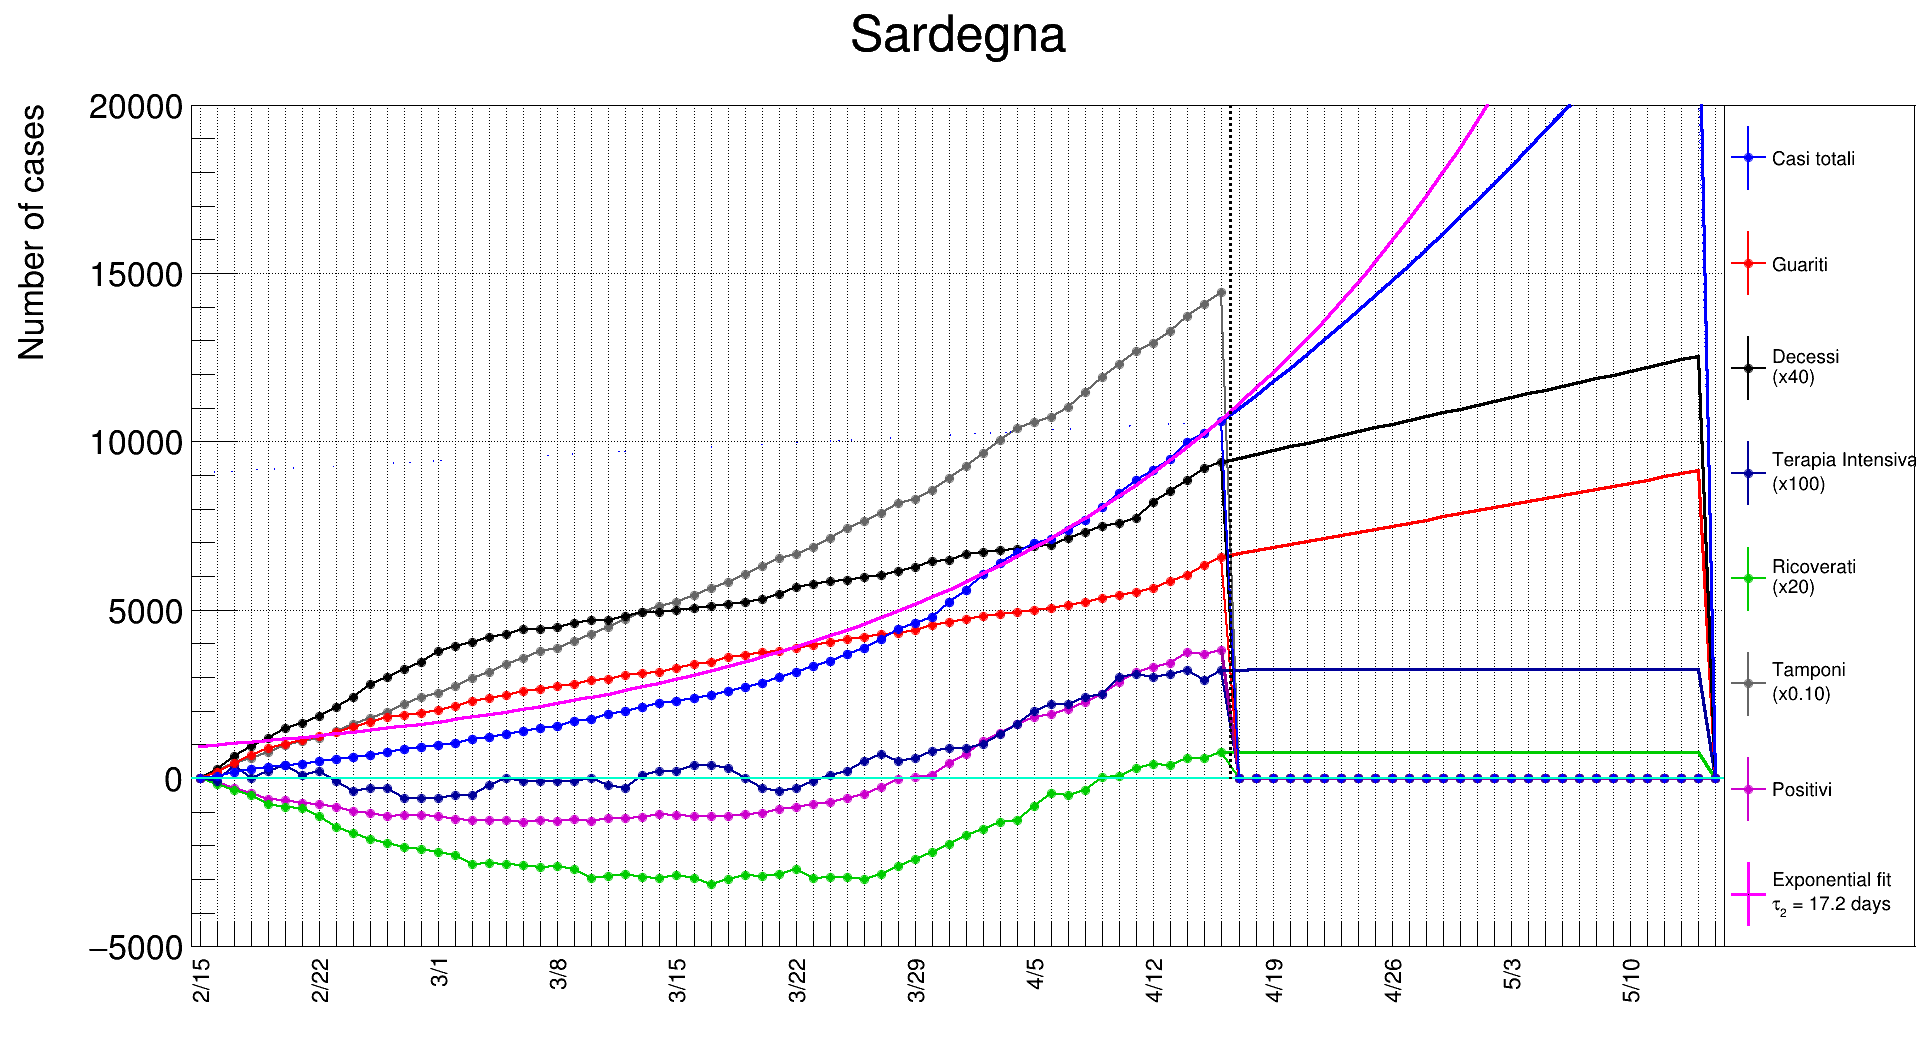 Sardegna
Number of cases
20000
15000
10000
5000
0
−5000
2/15
2/22
3/1
3/8
3/15
3/22
3/29
4/5
4/12
4/19
4/26
5/3
5/10
Casi totali
Guariti
Decessi
(x40)
Terapia Intensiva
(x100)
Ricoverati
(x20)
Tamponi
(x0.10)
Positivi
Exponential fit
τ2 = 17.2 days